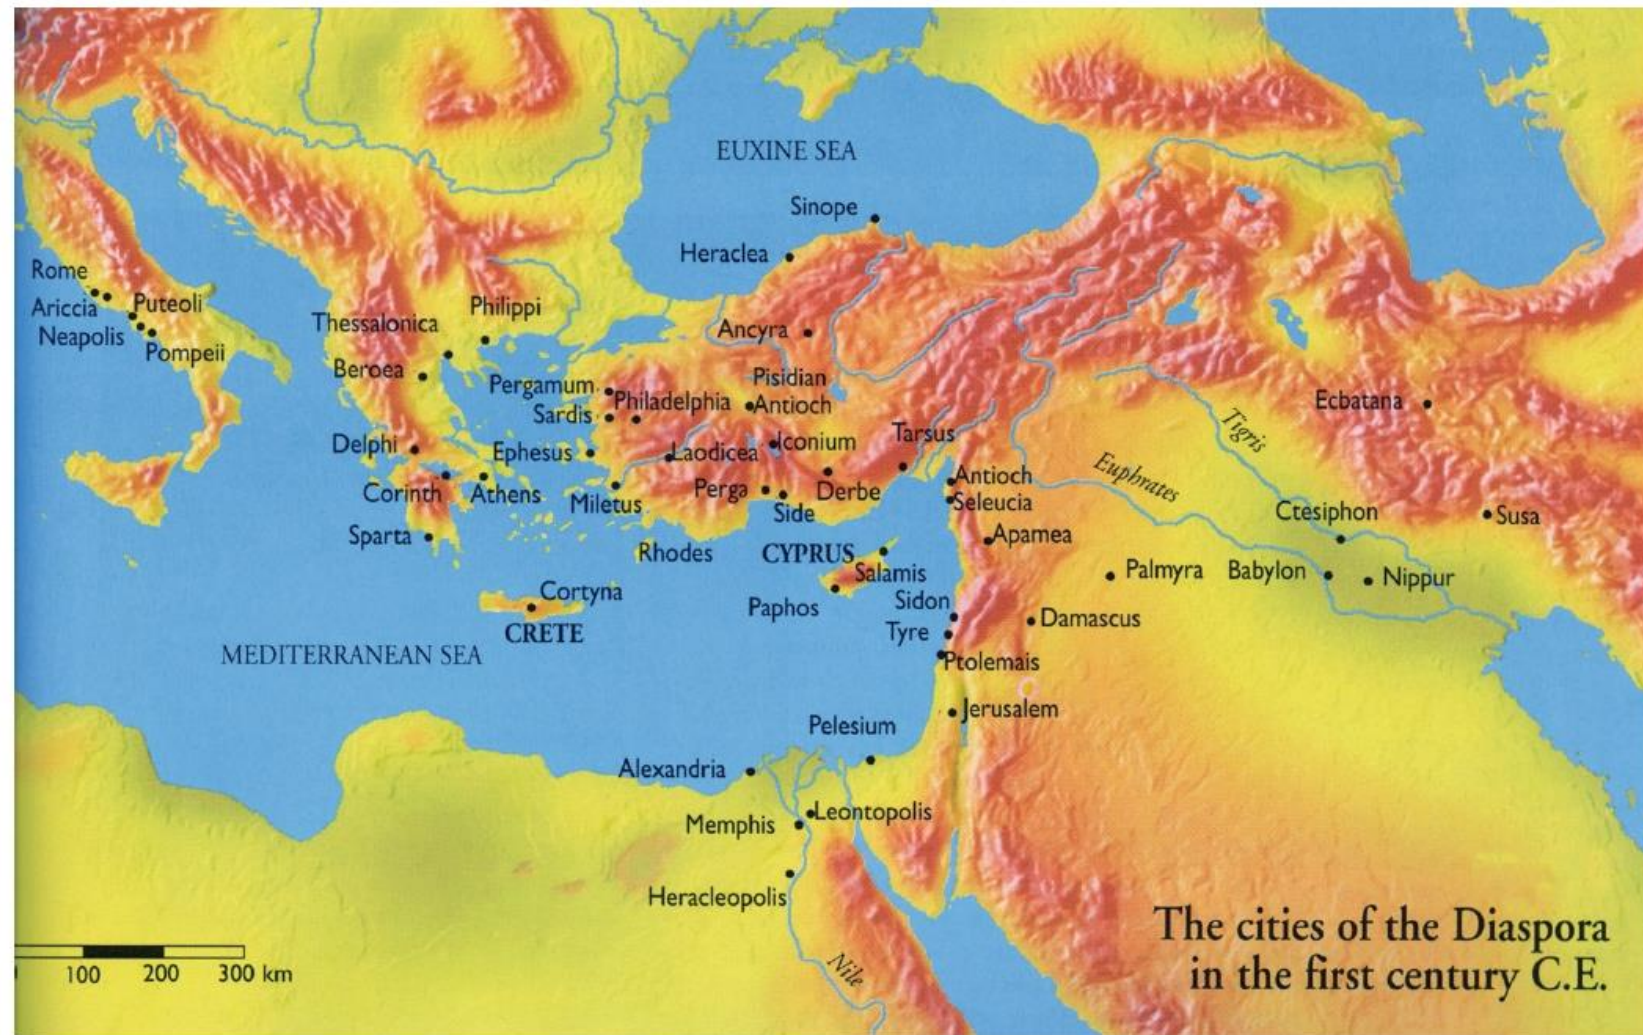 EUXINE SEA
Sinope
Heraclea
Rome
Ariccia
Puteoli
Neapolis
Pompeii
Philippi
Thessalonica
Beroea
Ancyra
Pergamum
Philadelphia
Sardis
Pisidian
Antioch
Delphi
Ephesus
Laodicea
Iconium
Tarsus
Corinth
Athens
Miletus
Perga
Side
Derbe
Antioch
Seleucia
Sparta
Rhodes
CYPRUS
Salamis
Paphos
Apamea
Cortyna
CRETE
MEDITERRANEAN SEA
Sidon
Tyre
Ptolemais
Damascus
Palmyra
Babylon
Nippur
Ctesiphon
Susa
Ecbatana
Tigris
Euphrates
Jerusalem
Pelesium
Alexandria
Leontopolis
Memphis
Heracleopolis
Nile
100 200 300 km
The cities of the Diaspora
in the first century C.E.